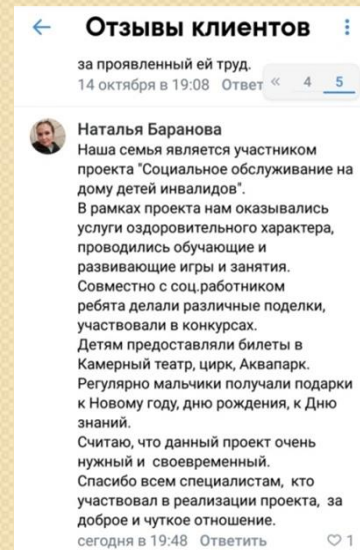 Отзывы клиентов
за проявленный ей труд.
14 октября в 19:08 Ответ « 4 5
Наталья Баранова
Наша семья является участником
проекта "Социальное обслуживание на
дому детей инвалидов".
В рамках проекта нам оказывались
услуги оздоровительного характера,
проводились обучающие и
развивающие игры и занятия.
Совместно с соц.работником
ребята делали различные поделки,
участвовали в конкурсах.
Детям предоставляли билеты в
Камерный театр, цирк, Аквапарк.
Регулярно мальчики получали подарки
к Новому году, дню рождения, к Дню
знаний.
Считаю, что данный проект очень
нужный и своевременный.
Спасибо всем специалистам, кто
участвовал в реализации проекта, за
доброе и чуткое отношение.
сегодня в 19:48 Ответить 1